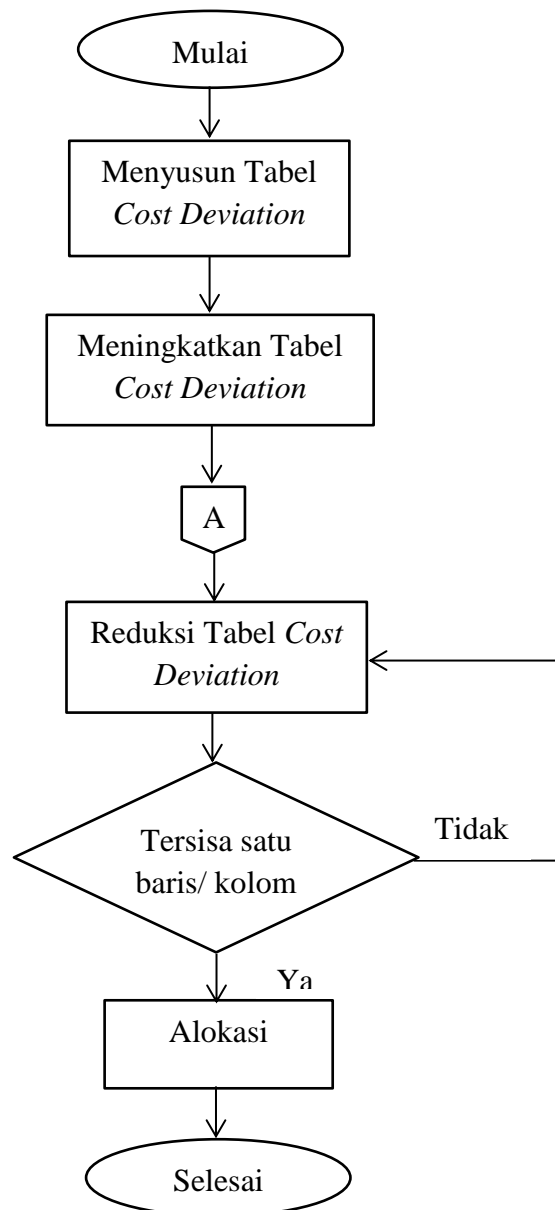 Mulai
Menyusun Tabel
Cost Deviation
Meningkatkan Tabel
Cost Deviation
A
Reduksi Tabel Cost
Deviation
Tersisa satu
baris/ kolom
Tidak
Ya
Alokasi
Selesai